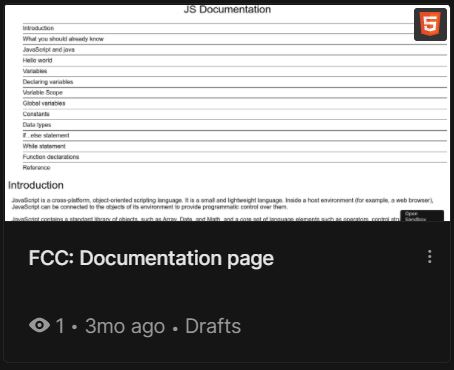 JS Documentation
5
Introduction
What you should already know
JavaScript and java
Hello world
Variables
Declaring variables
Variable Scope
Global variables
Constants
Data types
if...else statement
While statement
Function declarations
Reference
Introduction
JavaScript is a cross-platform, object-oriented scripting language. It is a small and lightweight language. Inside a host environment (for example, a web browser),
JavaScript can be connected to the objects of its environment to provide programmatic control over them.
JavaScript contains a standard library of objects, such as Array, Date, and Math, and a core set of language elements such as operators, control
Open
Sandbox
FCC: Documentation page
1 • 3mo ago • Drafts